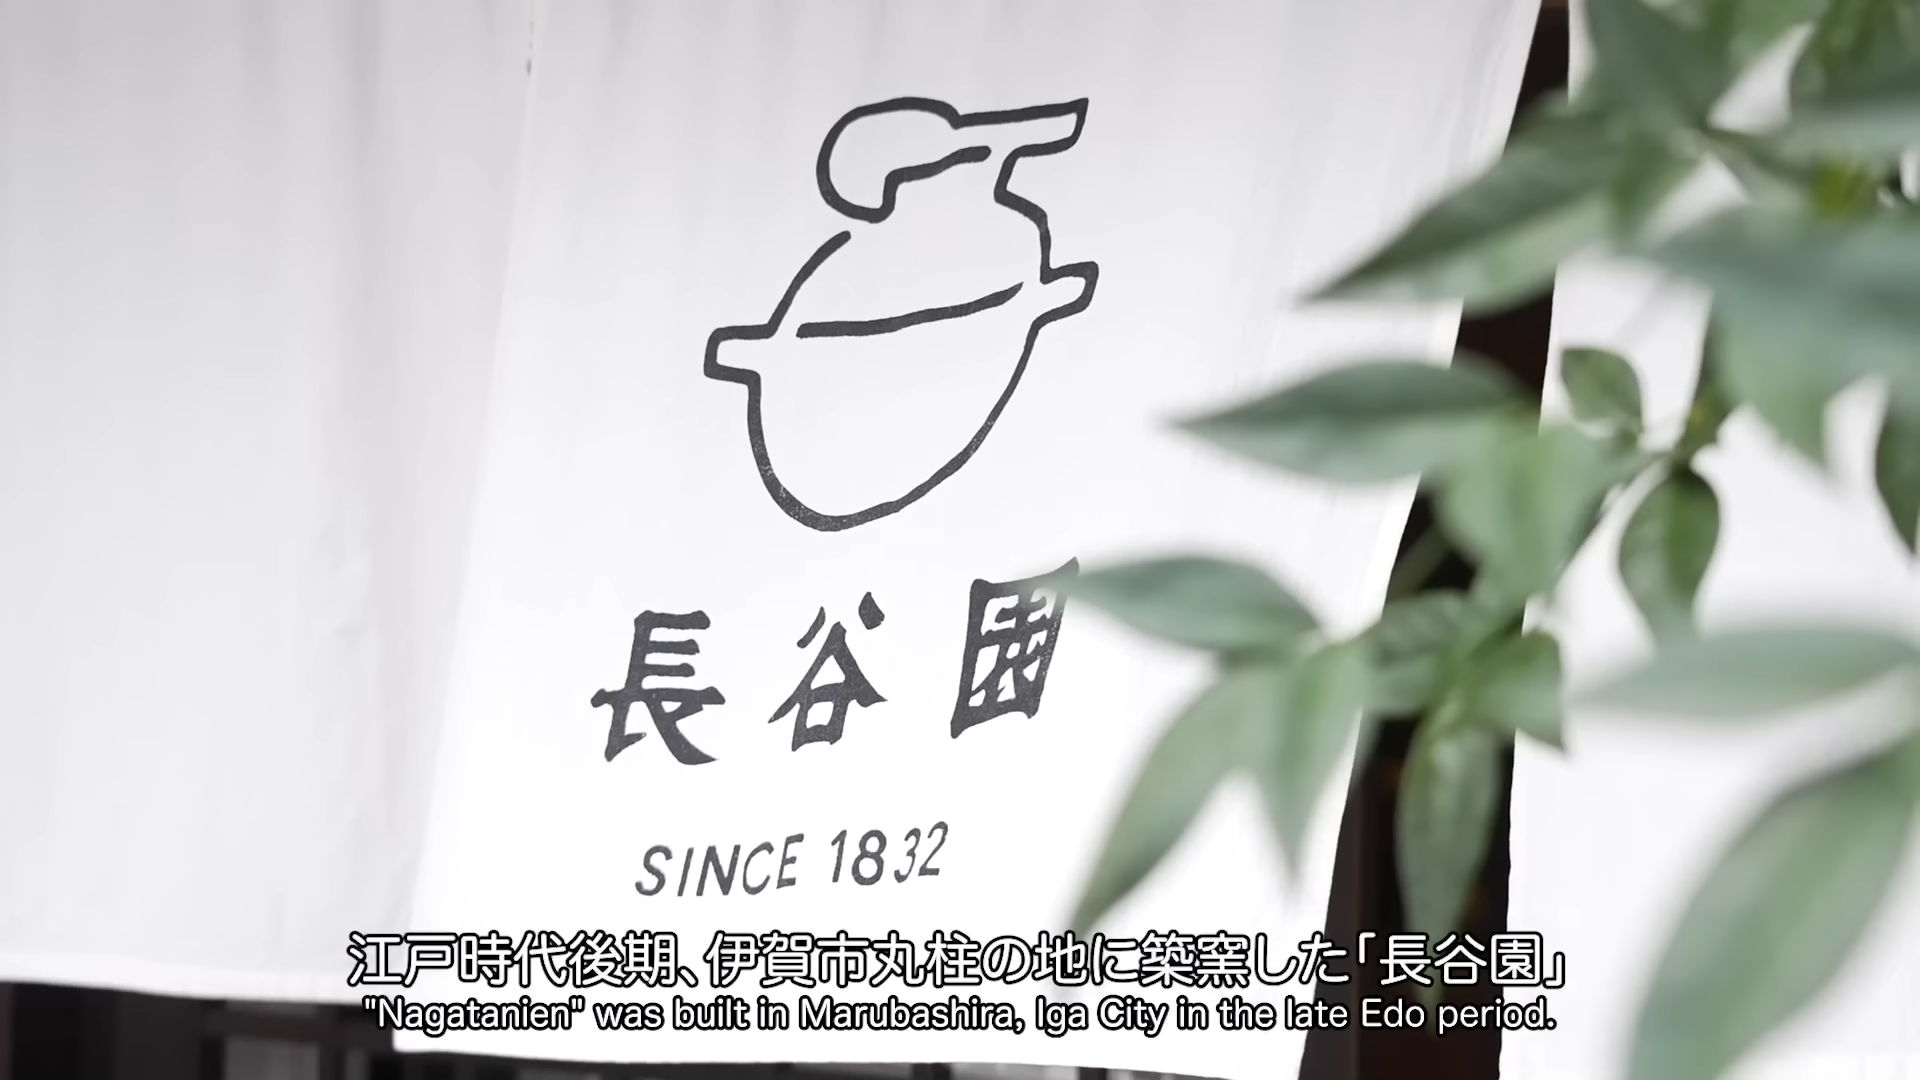 長谷園
SINCE 1832
江戸時代後期、伊賀市丸柱の地に築窯した「長谷園」
"Nagatanien" was built in Marubashira, Iga City in the late Edo period.